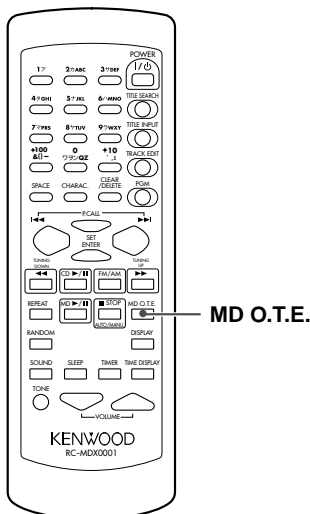 POWER
I/⏻
1ア 2カABC 3サDEF
4タGHI 5ナJKL 6ハMNO TITLE SEARCH
7マPRS 8ヤTUV 9ラWXY TITLE INPUT
+100 0 +10
&()– ワヲンQZ ' . : TRACK EDIT
SPACE CHARAC. CLEAR/DELETE PGM
P.CALL
SET
ENTER
TUNING DOWN TUNING UP
CD ►/II FM/AM
REPEAT MD ►/II ■ STOP MD O.T.E.
AUTO/MANU.
MD O.T.E.
RANDOM DISPLAY
SOUND SLEEP TIMER TIME DISPLAY
TONE
VOLUME
KENWOOD
RC-MDX0001